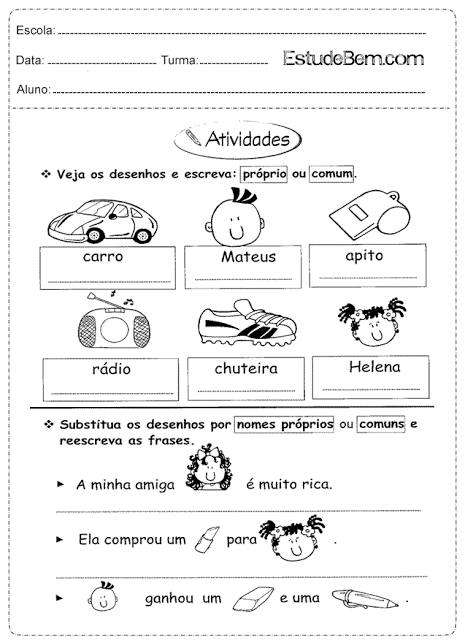 Escola:
Data: Turma: EstudeBem.com
Aluno:
Atividades
Veja os desenhos e escreva: próprio ou comum.
carro Mateus apito
rádio chuteira Helena
Substitua os desenhos por nomes próprios ou comuns e
reescreva as frases.
A minha amiga é muito rica.
Ela comprou um para .
ganhou um e uma .